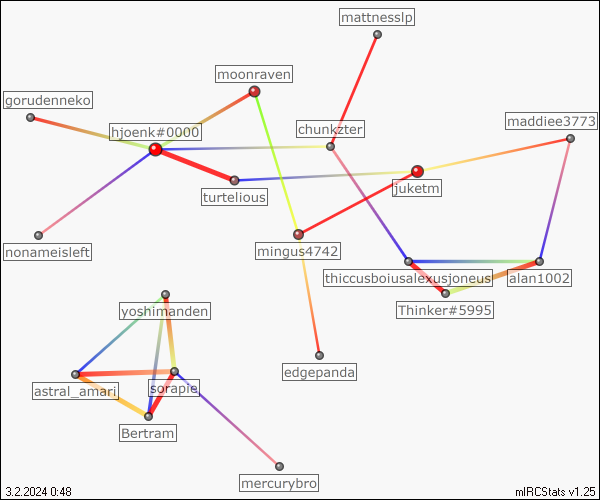 mattnesslp
moonraven
gorudenneko
maddiee3773
hjoenk#0000
chunkzter
juketm
turtelious
mingus4742
nonameisleft
thiccusboiusalexusjoneus
alan1002
Thinker#5995
yoshimanden
edgepanda
astral_amari
sorapie
Bertram
mercurybro
3.2.2024 0:48
mIRCStats v1.25